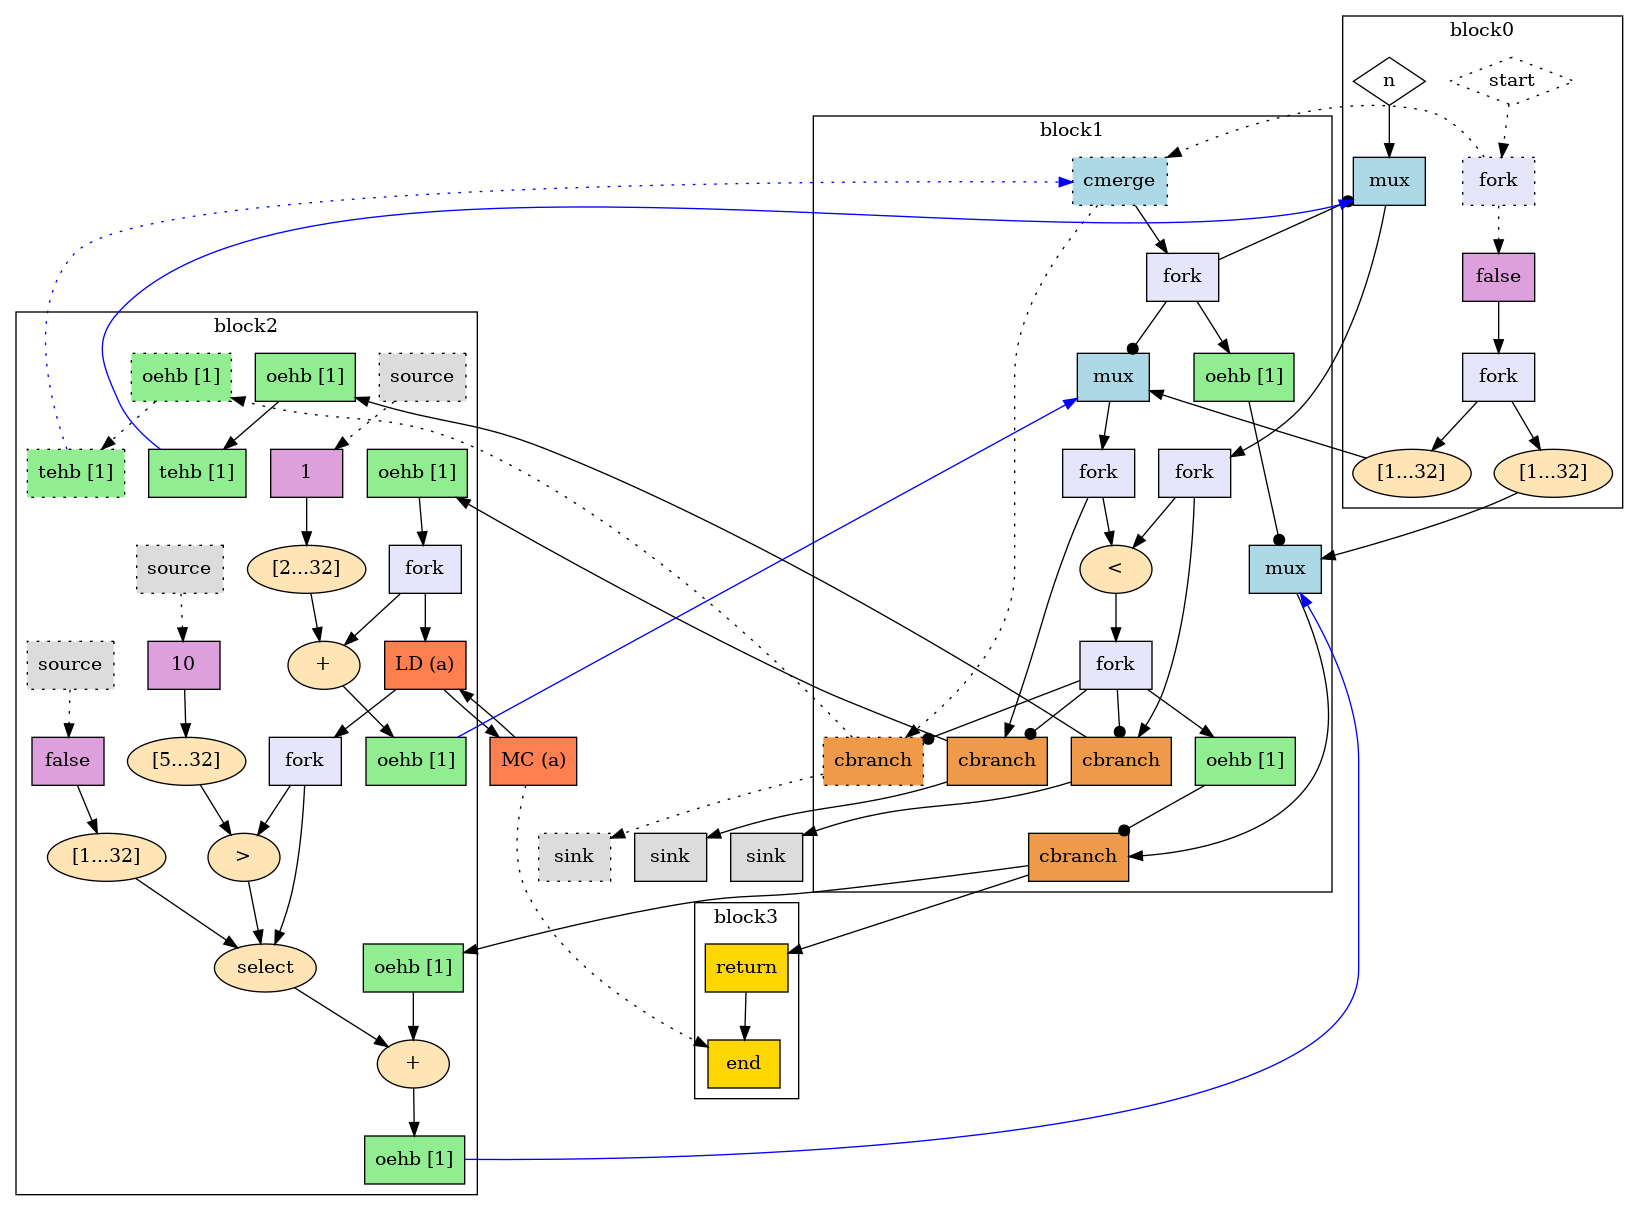 block0
n
start
block1
cmerge
mux
fork
fork
false
block2
oehb [1]
oehb [1]
source
mux
oehb [1]
fork
tehb [1]
tehb [1]
1
oehb [1]
fork
fork
[1...32]
[1...32]
source
[2...32]
fork
<
mux
source
10
+
LD (a)
fork
false
[5...32]
fork
oehb [1]
MC (a)
cbranch
cbranch
cbranch
oehb [1]
[1...32]
>
sink
sink
sink
cbranch
block3
select
oehb [1]
return
+
end
oehb [1]